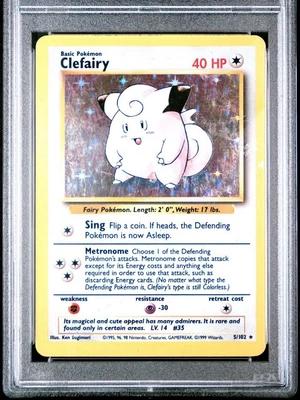 Basic Pokémon
Clefairy
40 HP
Fairy Pokémon. Length: 2' 0", Weight: 17 lbs.
Sing Flip a coin. If heads, the Defending
Pokémon is now Asleep.
Metronome Choose 1 of the Defending
Pokémon's attacks. Metronome copies that attack
except for its Energy costs and anything else
required in order to use that attack, such as
discarding Energy cards. (No matter what type the
Defending Pokémon is, Clefairy's type is still Colorless.)
weakness resistance retreat cost
-30
Its magical and cute appeal has many admirers. It is rare and
found only in certain areas. LV. 14 #35
Illus. Ken Sugimori ©1995, 96, 98 Nintendo, Creatures, GAMEFREAK. ©1999 Wizards. 5/102 ★